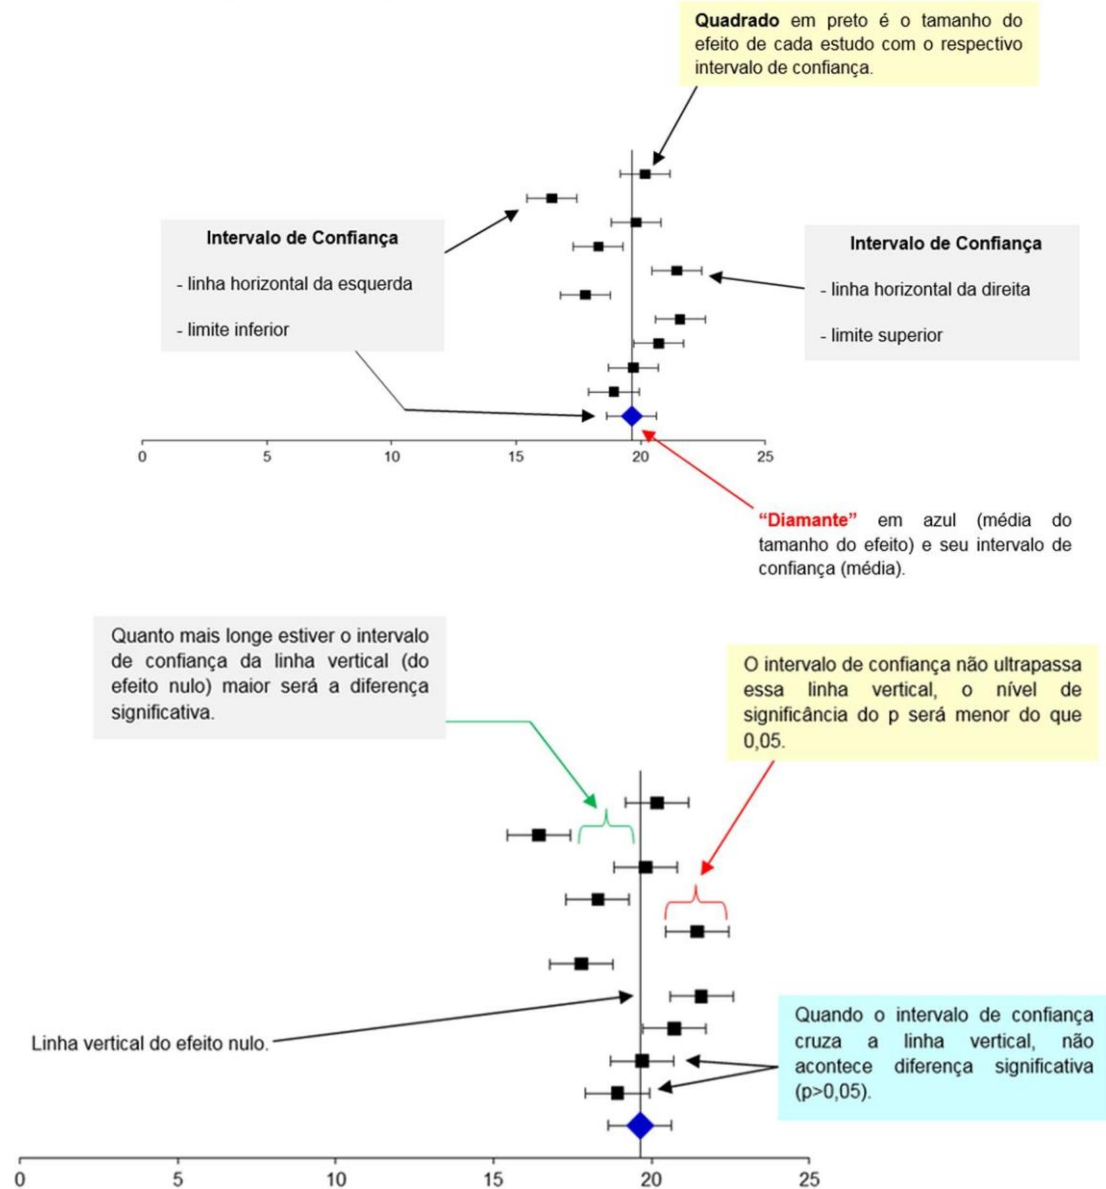 Quadrado em preto é o tamanho do
efeito de cada estudo com o respectivo
intervalo de confiança.
Intervalo de Confiança
- linha horizontal da esquerda
- limite inferior
Intervalo de Confiança
- linha horizontal da direita
- limite superior
0 5 10 15 20 25
“Diamante” em azul (média do
tamanho do efeito) e seu intervalo de
confiança (média).
Quanto mais longe estiver o intervalo
de confiança da linha vertical (do
efeito nulo) maior será a diferença
significativa.
O intervalo de confiança não ultrapassa
essa linha vertical, o nível de
significância do p será menor do que
0,05.
Linha vertical do efeito nulo.
Quando o intervalo de confiança
cruza a linha vertical, não
acontece diferença significativa
(p>0,05).
0 5 10 15 20 25